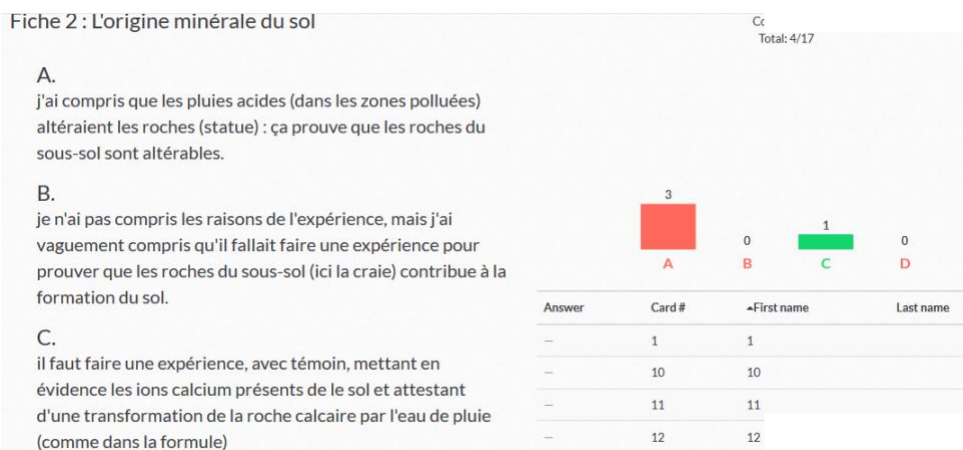 Fiche 2 : L'origine minérale du sol
Total: 4/17
A.
j'ai compris que les pluies acides (dans les zones polluées)
altéraient les roches (statue) : ça prouve que les roches du
sous-sol sont altérables.
B.
je n'ai pas compris les raisons de l'expérience, mais j'ai
vaguement compris qu'il fallait faire une expérience pour
prouver que les roches du sous-sol (ici la craie) contribue à la
formation du sol.
C.
il faut faire une expérience, avec témoin, mettant en
évidence les ions calcium présents de le sol et attestant
d'une transformation de la roche calcaire par l'eau de pluie
(comme dans la formule)
3 0 1 0
A B C D
Answer Card # First name Last name
– 1 1
– 10 10
– 11 11
– 12 12